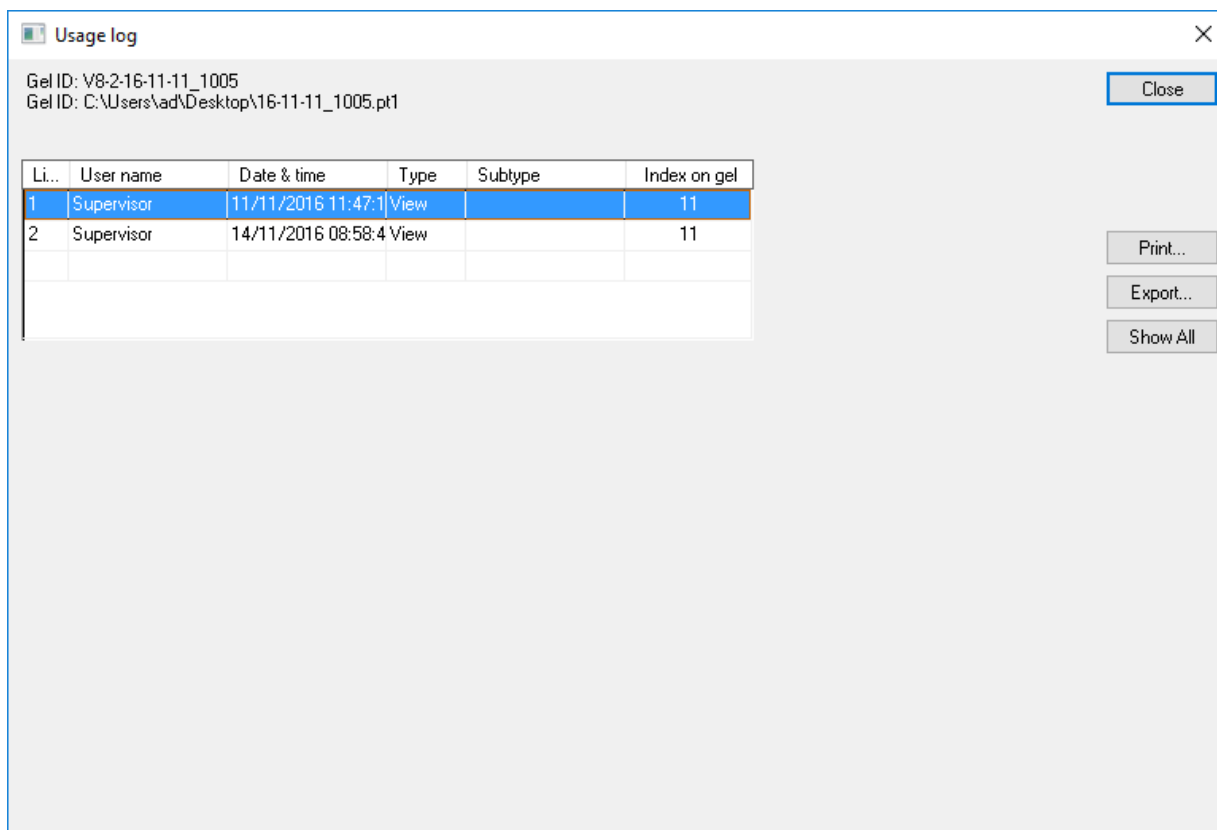 Usage log
Gel ID: V8-2-16-11-11_1005
Gel ID: C:\Users\ad\Desktop\16-11-11_1005.pt1
Close
Li... User name Date & time Type Subtype Index on gel
1 Supervisor 11/11/2016 11:47:1 View 11
2 Supervisor 14/11/2016 08:58:4 View 11
Print...
Export...
Show All